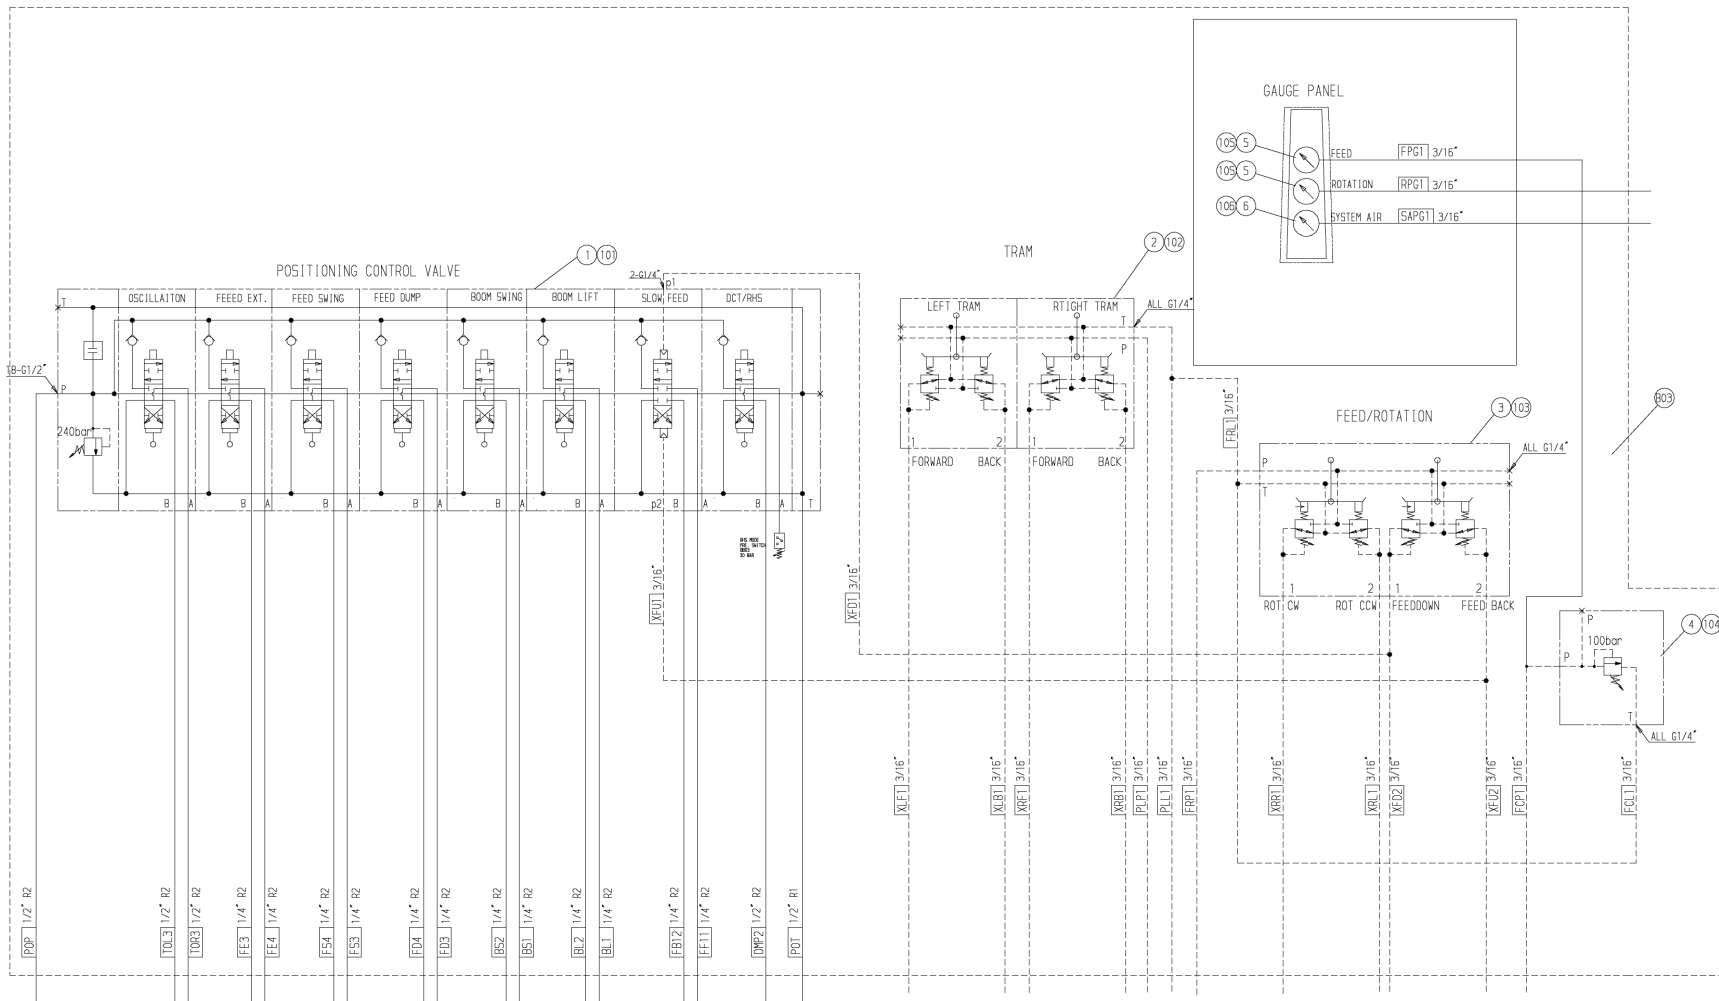 GAUGE PANEL
105 5
FEED
FPG1 3/16"
105 5
ROTATION
RPG1 3/16"
106 6
SYSTEM AIR
SAPG1 3/16"
1 101
POSITIONING CONTROL VALVE
2-G1/4"
p1
T
OSCILLAITON
FEEED EXT.
FEED SWING
FEED DUMP
BOOM SWING
BOOM LIFT
SLOW FEED
DCT/RHS
18-G1/2"
P
240bar
B A
B A
B A
B A
B A
B A
p2 B A
B A
T
RHS MODE
PRE. SWITCH
30 BAR
TRAM
2 102
LEFT TRAM
RTIGHT TRAM
ALL G1/4"
T
P
1 2
1 2
FORWARD BACK
FORWARD BACK
FRL1 3/16"
FEED/ROTATION
3 103
ALL G1/4"
P
T
1 2
1 2
ROT CW
ROT CCW
FEEDDOWN
FEED BACK
803
4 104
P
100bar
P
T
ALL G1/4"
XFU1 3/16"
XFD1 3/16"
XLF1 3/16"
XLB1 3/16"
XRF1 3/16"
XRB1 3/16"
PLP1 3/16"
PLL1 3/16"
FRP1 3/16"
XRR1 3/16"
XRL1 3/16"
XFD2 3/16"
XFU2 3/16"
FCP1 3/16"
FCL1 3/16"
POP 1/2" R2
TOL3 1/2" R2
TOR3 1/2" R2
FE3 1/4" R2
FE4 1/4" R2
FS4 1/4" R2
FS3 1/4" R2
FD4 1/4" R2
FD3 1/4" R2
BS2 1/4" R2
BS1 1/4" R2
BL2 1/4" R2
BL1 1/4" R2
FB12 1/4" R2
FF11 1/4" R2
DMP2 1/2" R2
POT 1/2" R1